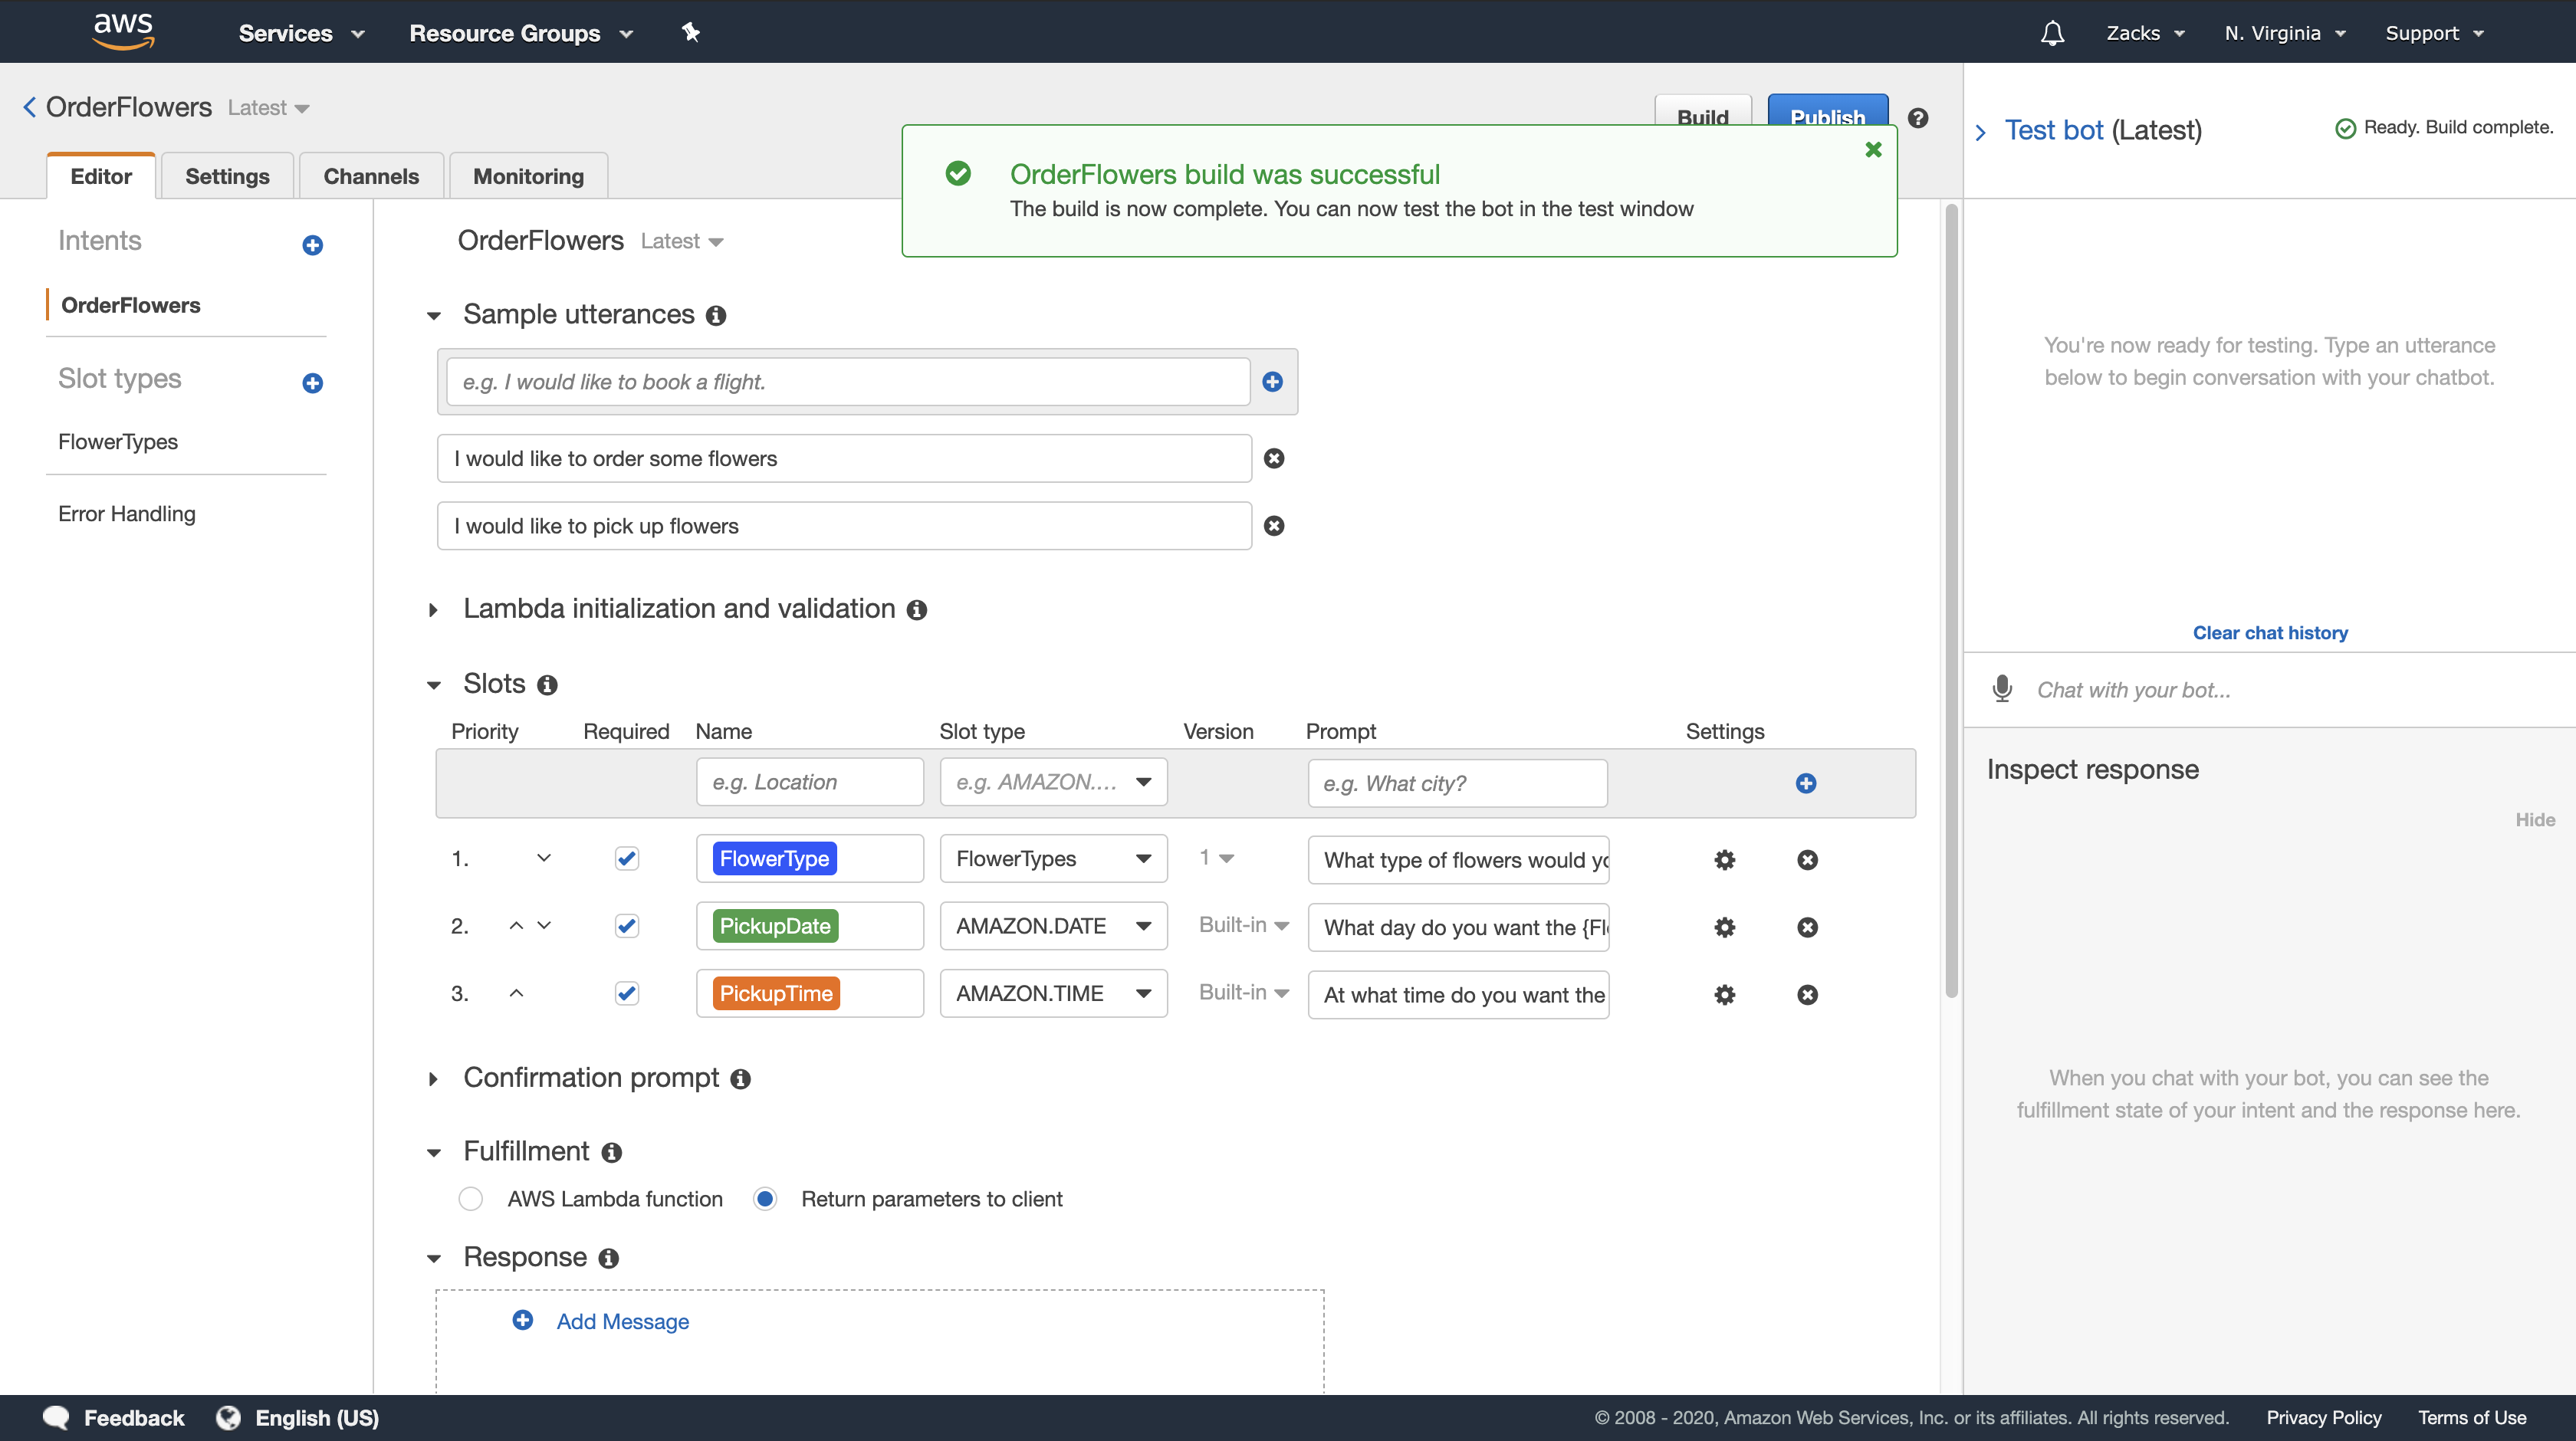 aws Services Resource Groups Zacks N. Virginia Support
OrderFlowers Latest
Build Publish
Editor Settings Channels Monitoring
OrderFlowers build was successful
The build is now complete. You can now test the bot in the test window
Test bot (Latest) Ready. Build complete.
Intents
OrderFlowers
Slot types
FlowerTypes
Error Handling
OrderFlowers Latest
Sample utterances
e.g. I would like to book a flight.
I would like to order some flowers
I would like to pick up flowers
Lambda initialization and validation
Slots
Priority Required Name Slot type Version Prompt Settings
e.g. Location e.g. AMAZON.... e.g. What city?
1. FlowerType FlowerTypes 1 What type of flowers would yo
2. PickupDate AMAZON.DATE Built-in What day do you want the {Flo
3. PickupTime AMAZON.TIME Built-in At what time do you want the
Confirmation prompt
Fulfillment
AWS Lambda function Return parameters to client
Response
Add Message
You're now ready for testing. Type an utterance
below to begin conversation with your chatbot.
Clear chat history
Chat with your bot...
Inspect response
Hide
When you chat with your bot, you can see the
fulfillment state of your intent and the response here.
Feedback English (US) © 2008 - 2020, Amazon Web Services, Inc. or its affiliates. All rights reserved. Privacy Policy Terms of Use